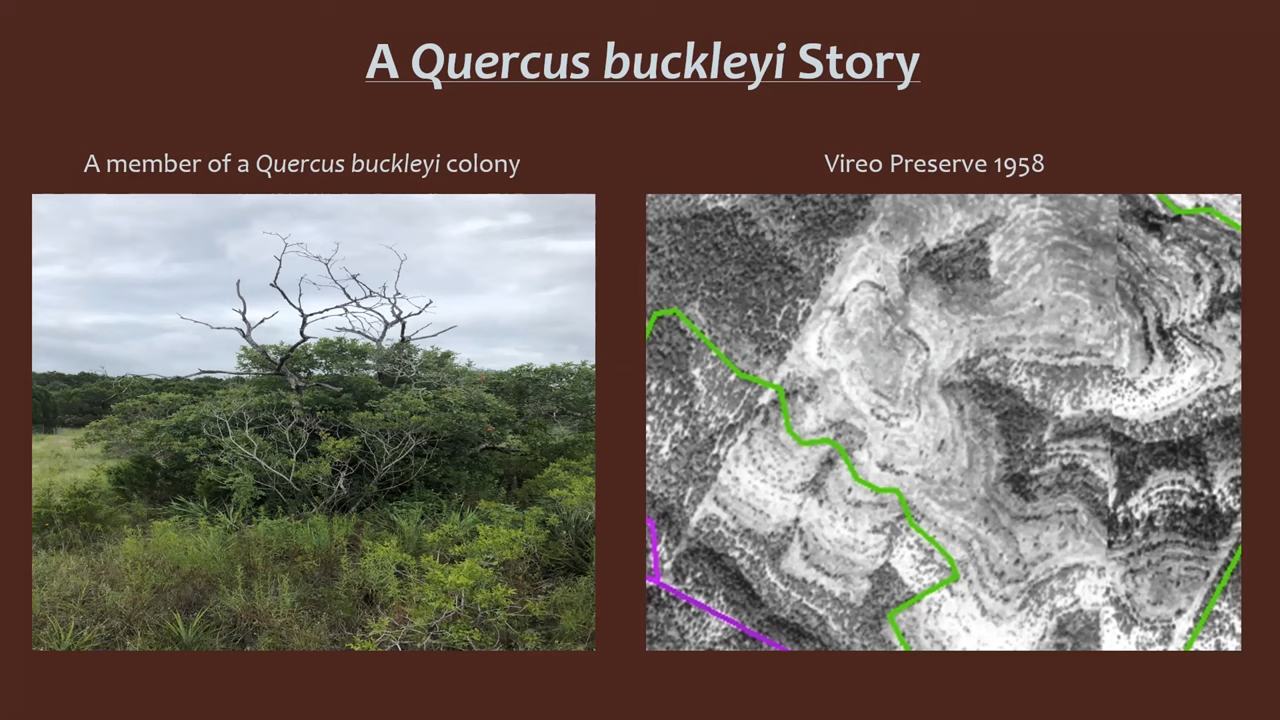 A Quercus buckleyi Story
A member of a Quercus buckleyi colony
Vireo Preserve 1958